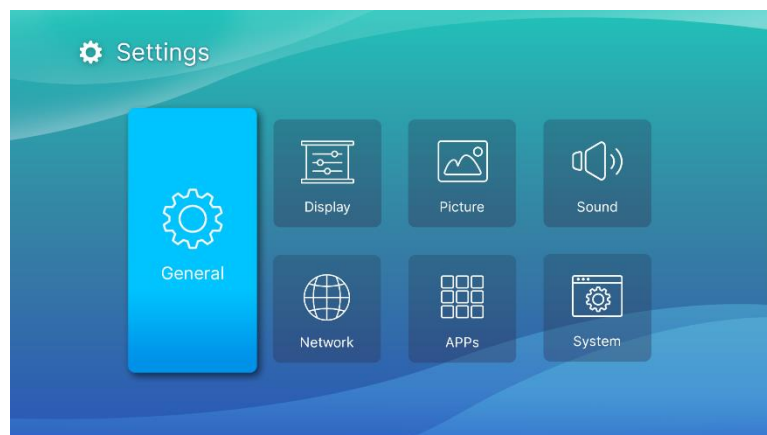 Settings
General
Display
Picture
Sound
Network
APPs
System